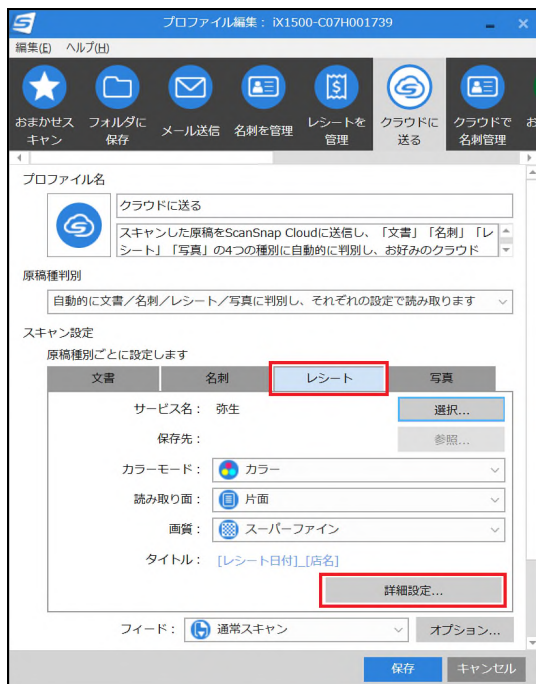 プロファイル編集： iX1500-C07H001739
編集(E) ヘルプ(H)
おまかせス
キャン
フォルダに
保存
メール送信
名刺を管理
レシートを
管理
クラウドに
送る
クラウドで
名刺管理
お
プロファイル名
クラウドに送る
スキャンした原稿をScanSnap Cloudに送信し、「文書」「名刺」「レ
シート」「写真」の4つの種別に自動的に判別し、お好みのクラウド
原稿種判別
自動的に文書／名刺／レシート／写真に判別し、それぞれの設定で読み取ります
スキャン設定
原稿種別ごとに設定します
文書 名刺 レシート 写真
サービス名： 弥生 選択...
保存先： 参照...
カラーモード： カラー
読み取り面： 片面
画質： スーパーファイン
タイトル： [レシート日付]_[店名]
詳細設定...
フィード： 通常スキャン オプション...
保存 キャンセル